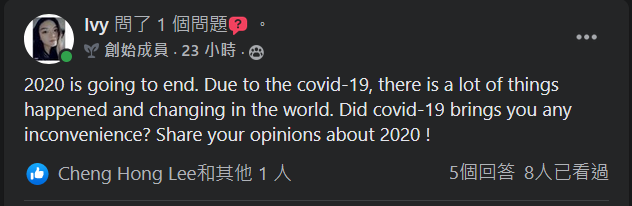 Ivy 問了 1 個問題 。
創始成員 · 23 小時 ·
2020 is going to end. Due to the covid-19, there is a lot of things
happened and changing in the world. Did covid-19 brings you any
inconvenience? Share your opinions about 2020 !
Cheng Hong Lee和其他 1 人 5個回答 8人已看過